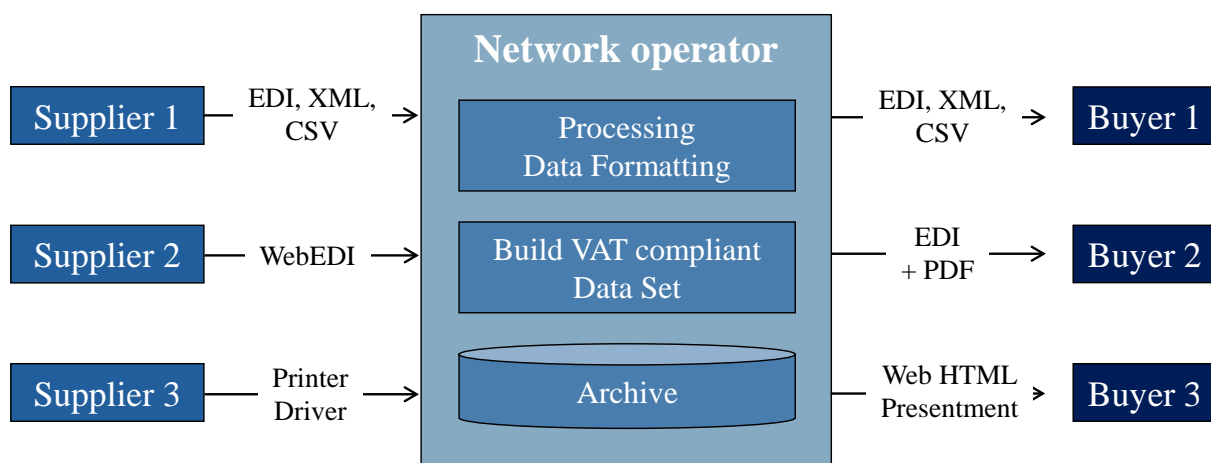 Network operator
Supplier 1
EDI, XML,
CSV
Processing
Data Formatting
EDI, XML,
CSV
Buyer 1
Supplier 2
WebEDI
Build VAT compliant
Data Set
EDI
+ PDF
Buyer 2
Supplier 3
Printer
Driver
Archive
Web HTML
Presentment
Buyer 3